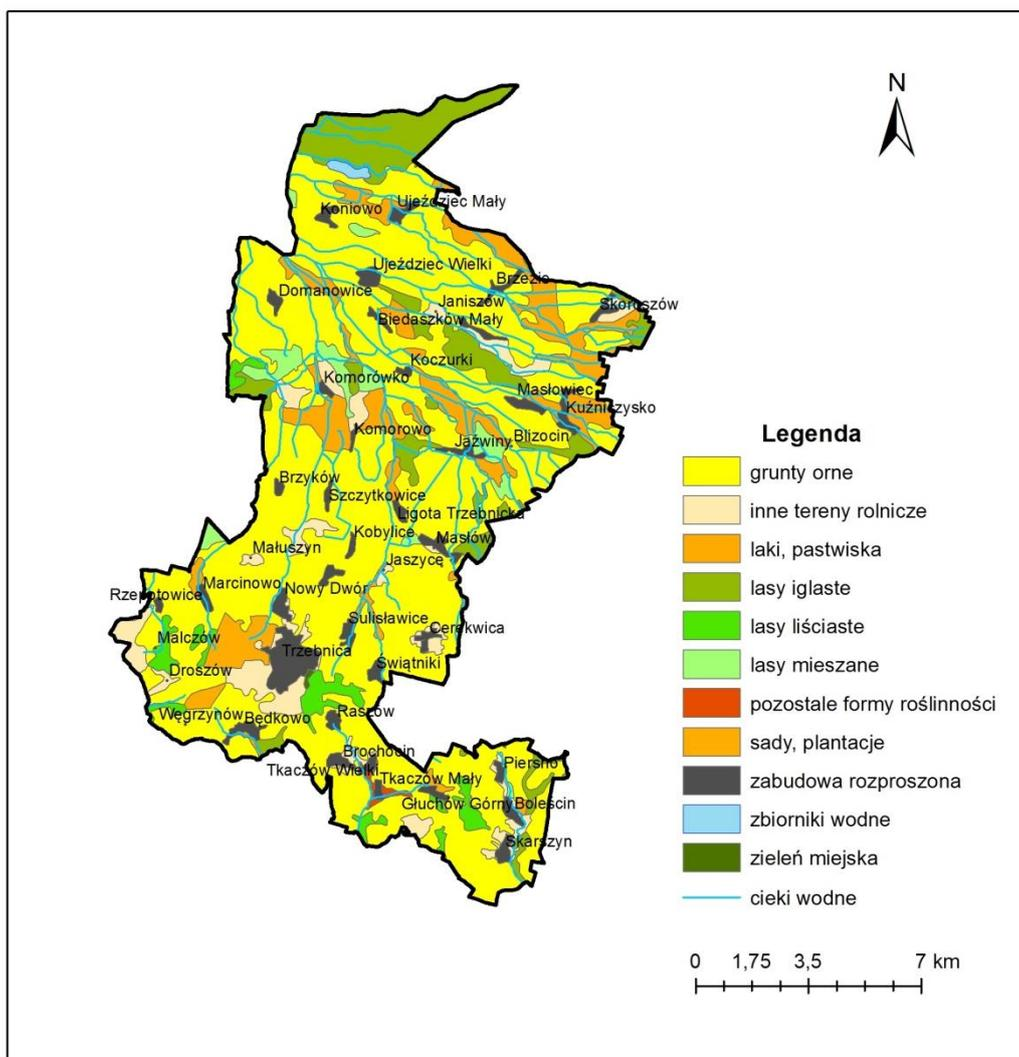 N
Ujeździec Mały
Koniowo
Ujeździec Wielki
Brzezie
Domanowice
Janiszów
Skoroszów
Biedaszków Mały
Koczurki
Komorówko
Masłowiec
Kuźniczysko
Komorowo
Blizocin
Jaźwiny
Brzyków
Szczytkowice
Ligota Trzebnicka
Kobylice
Masłów
Małuszyn
Jaszyce
Marcinowo
Nowy Dwór
Rzepotowice
Sulisławice
Cerekwica
Malczów
Trzebnica
Świątniki
Droszów
Węgrzynów
Będkowo
Raszów
Brochocin
Piersno
Tkaczów Wielki
Tkaczów Mały
Głuchów Górny
Boleścin
Skarszyn
Legenda
grunty orne
inne tereny rolnicze
laki, pastwiska
lasy iglaste
lasy liściaste
lasy mieszane
pozostale formy roślinności
sady, plantacje
zabudowa rozproszona
zbiorniki wodne
zieleń miejska
cieki wodne
0 1,75 3,5 7 km